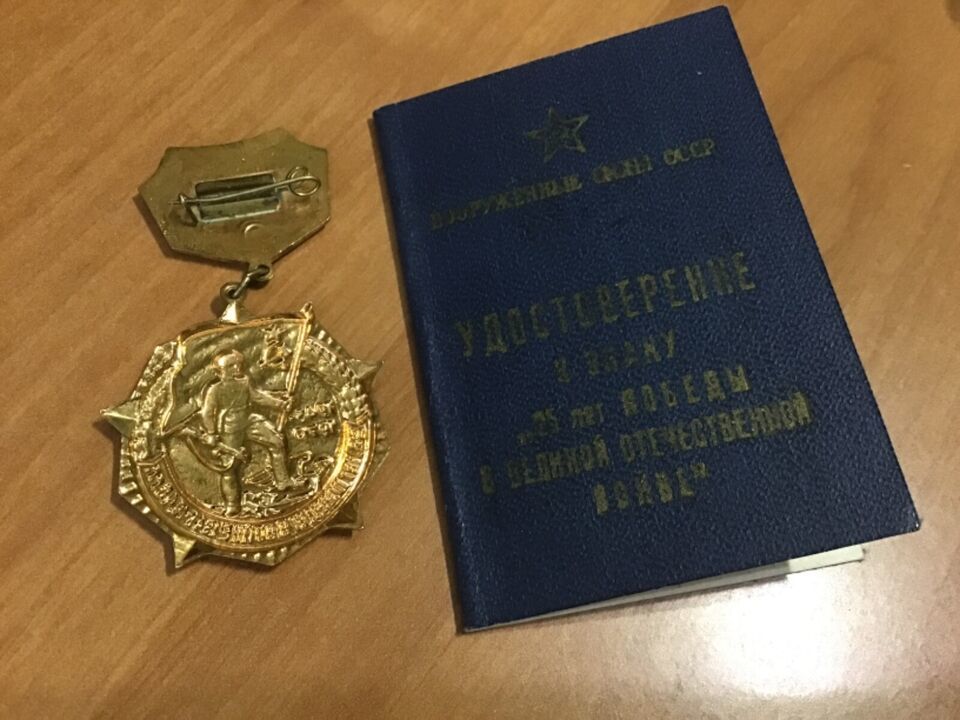 ВООРУЖЕННЫЕ СИЛЫ СССР
УДОСТОВЕРЕНИЕ
К ЗНАКУ
„25 лет ПОБЕДЫ
В ВЕЛИКОЙ ОТЕЧЕСТВЕННОЙ
ВОЙНЕ"